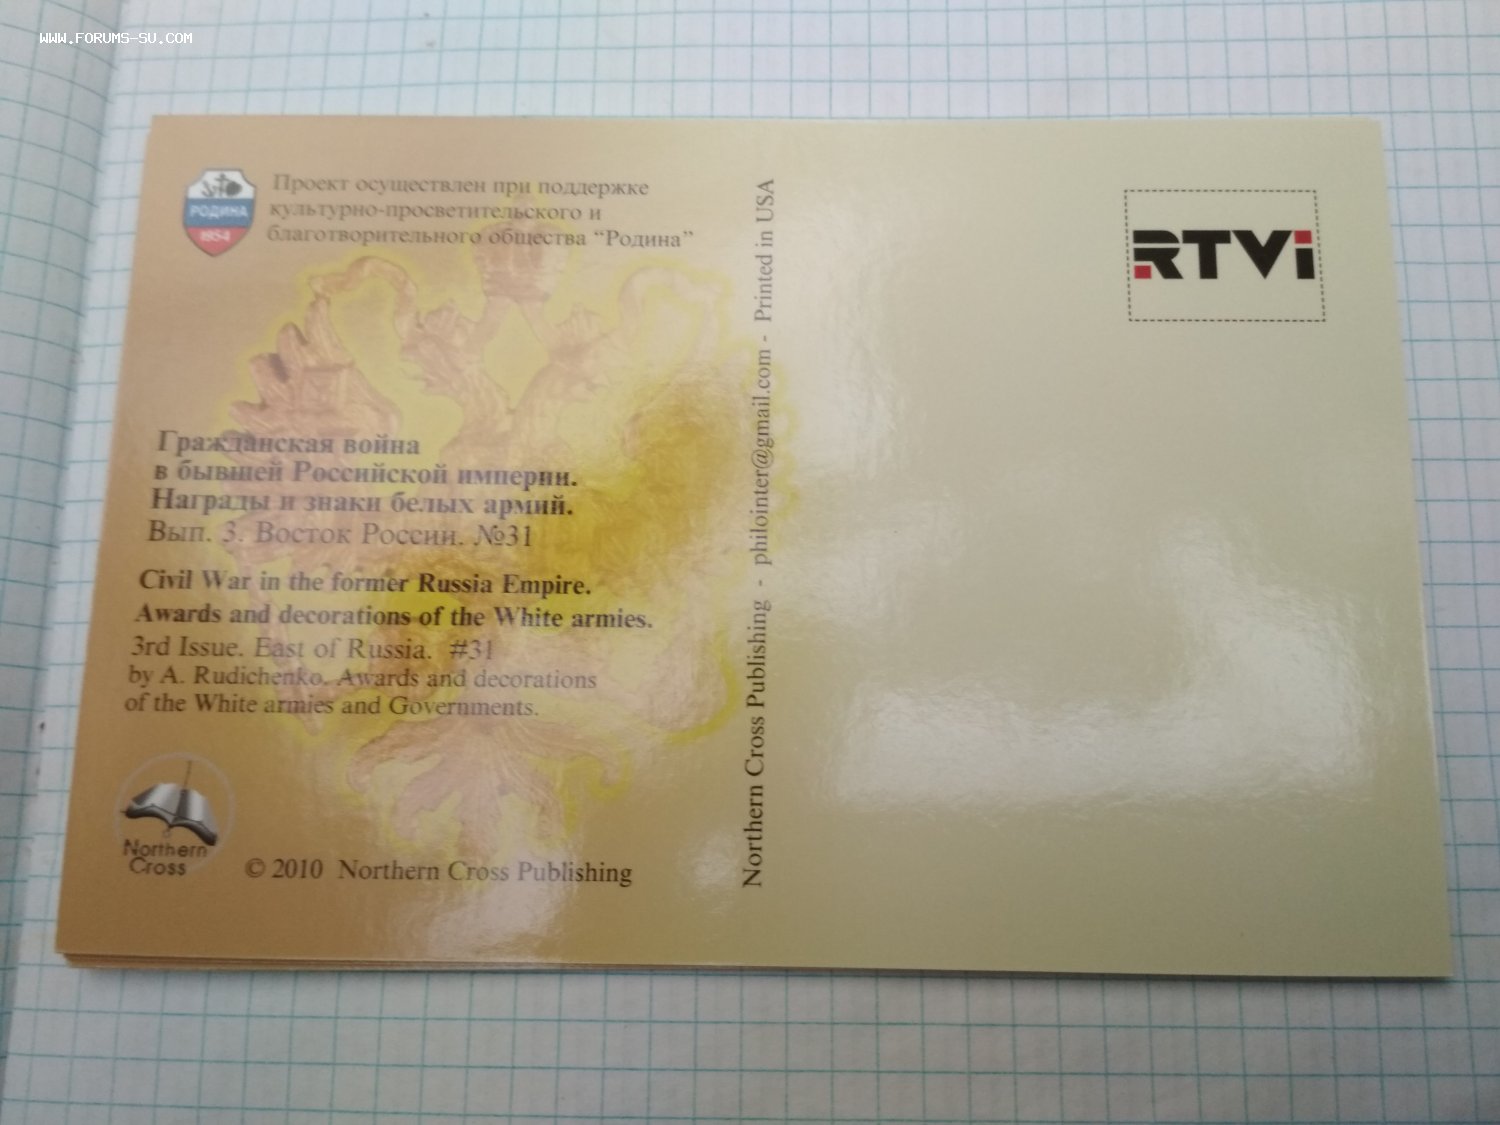 WWW.FORUMS-SU.COM
РОДИНА
1954
Проект осуществлен при поддержке
культурно-просветительского и
благотворительного общества “Родина”
RTVi
Гражданская война
в бывшей Российской империи.
Награды и знаки белых армий.
Вып. 3. Восток России. №31
Civil War in the former Russia Empire.
Awards and decorations of the White armies.
3rd Issue. East of Russia. #31
by A. Rudichenko. Awards and decorations
of the White armies and Governments.
Northern
Cross
© 2010 Northern Cross Publishing
Northern Cross Publishing - philointer@gmail.com - Printed in USA